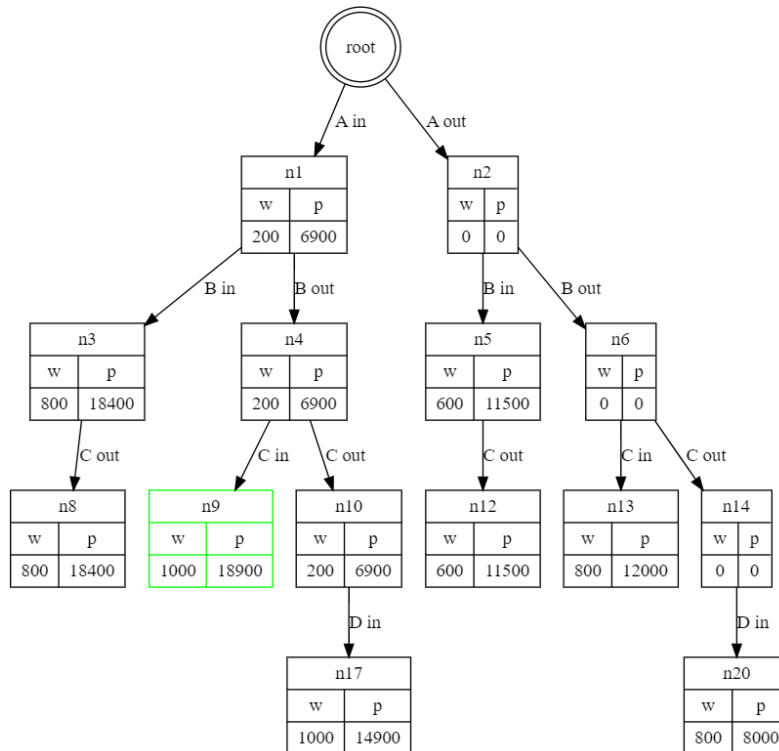 root
A in A out
n1 n2
w p w p
200 6900 0 0
B in B out B in B out
n3 n4 n5 n6
w p w p w p w p
800 18400 200 6900 600 11500 0 0
C out C in C out C out C in C out
n8 n9 n10 n12 n13 n14
w p w p w p w p w p w p
800 18400 1000 18900 200 6900 600 11500 800 12000 0 0
D in D in
n17 n20
w p w p
1000 14900 800 8000